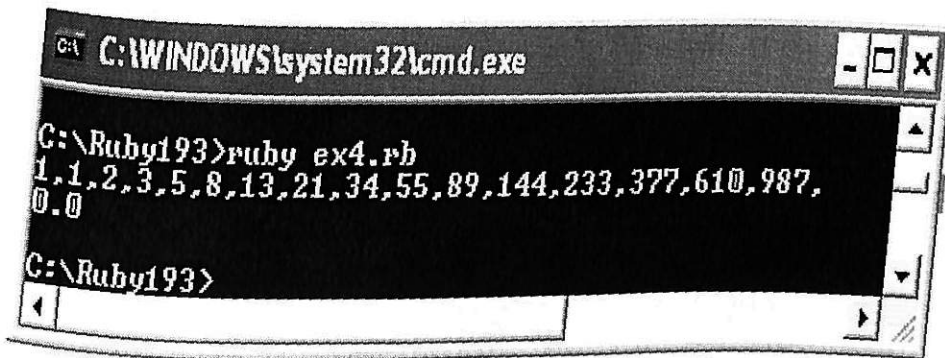 C:\WINDOWS\system32\cmd.exe
C:\Ruby193>ruby ex4.rb
1,1,2,3,5,8,13,21,34,55,89,144,233,377,610,987,
0.0
C:\Ruby193>